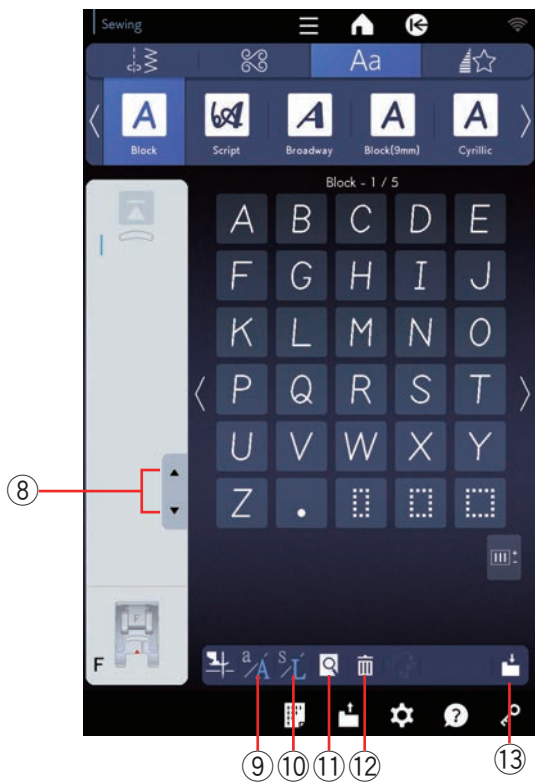 Sewing
Aa
A A A A A
Block Script Broadway Block(9mm) Cyrillic
Block - 1 / 5
A B C D E
F G H I J
K L M N O
P Q R S T
U V W X Y
Z .
⑧
F
F
a/A s/L
?
⑨ ⑩ ⑪ ⑫ ⑬